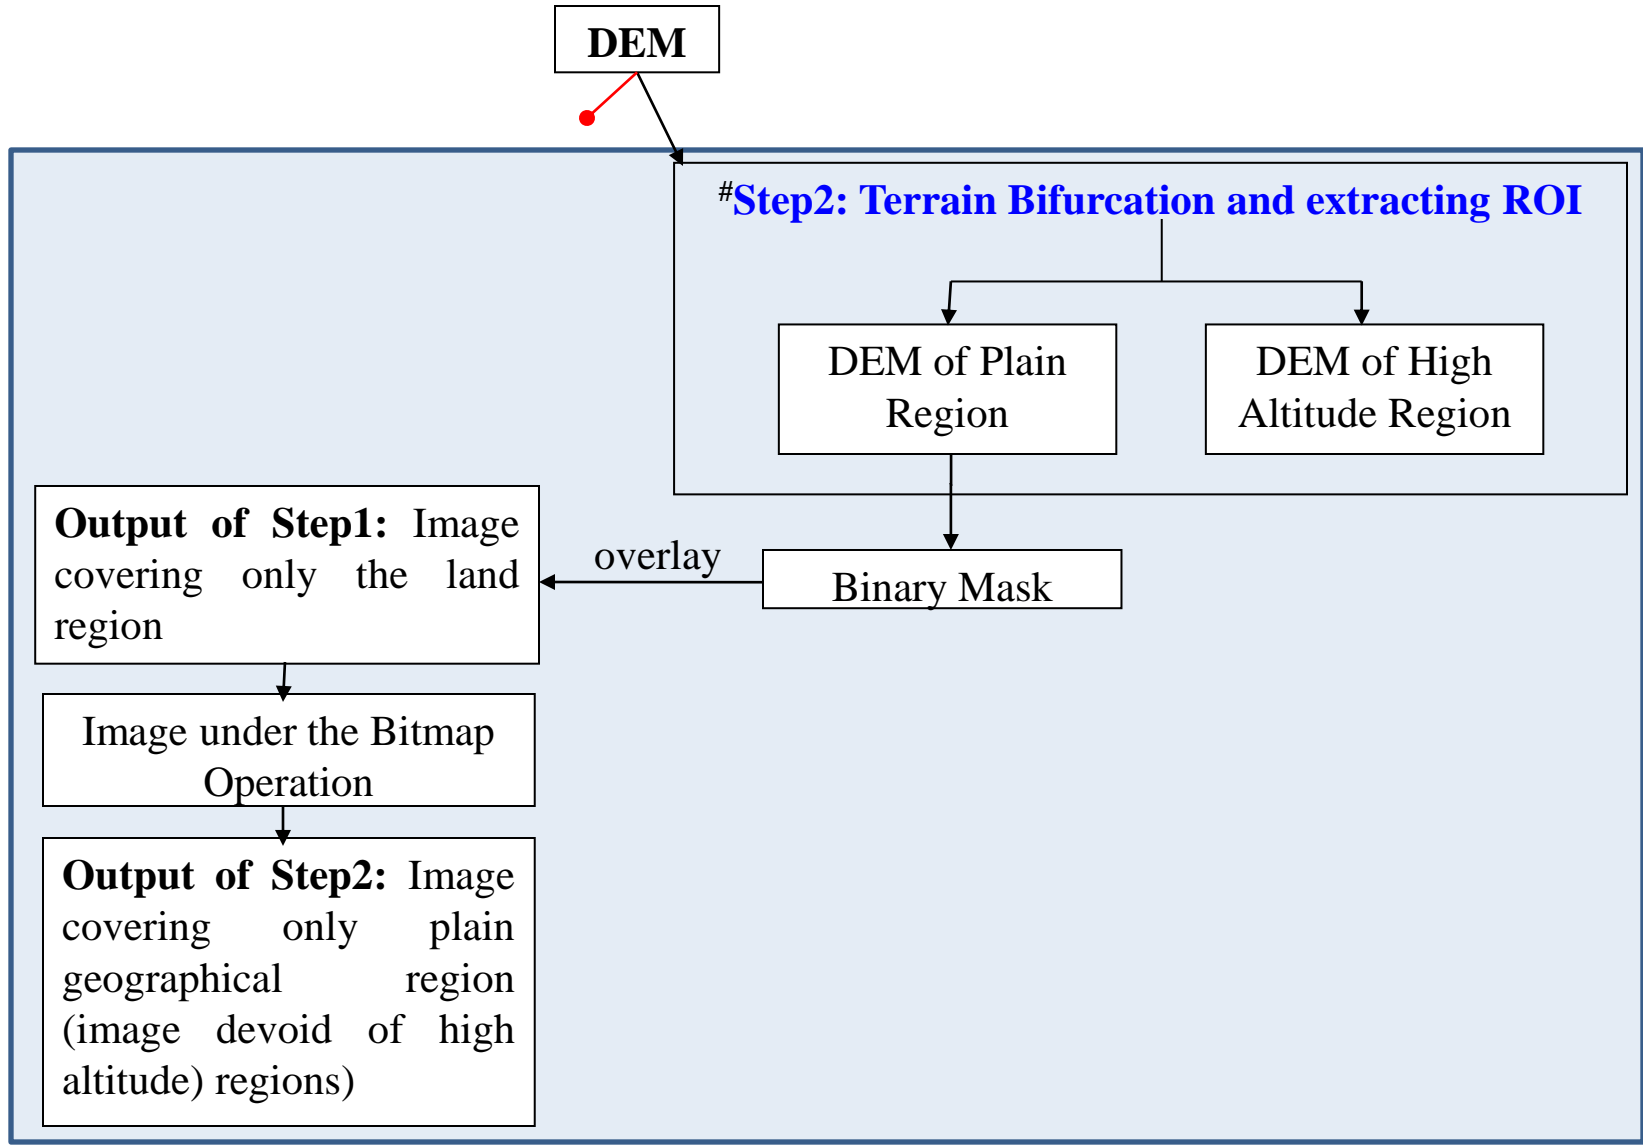 DEM
#Step2: Terrain Bifurcation and extracting ROI
DEM of Plain
Region
DEM of High
Altitude Region
Output of Step1: Image
covering only the land
region
overlay
Binary Mask
Image under the Bitmap
Operation
Output of Step2: Image
covering only plain
geographical region
(image devoid of high
altitude) regions)